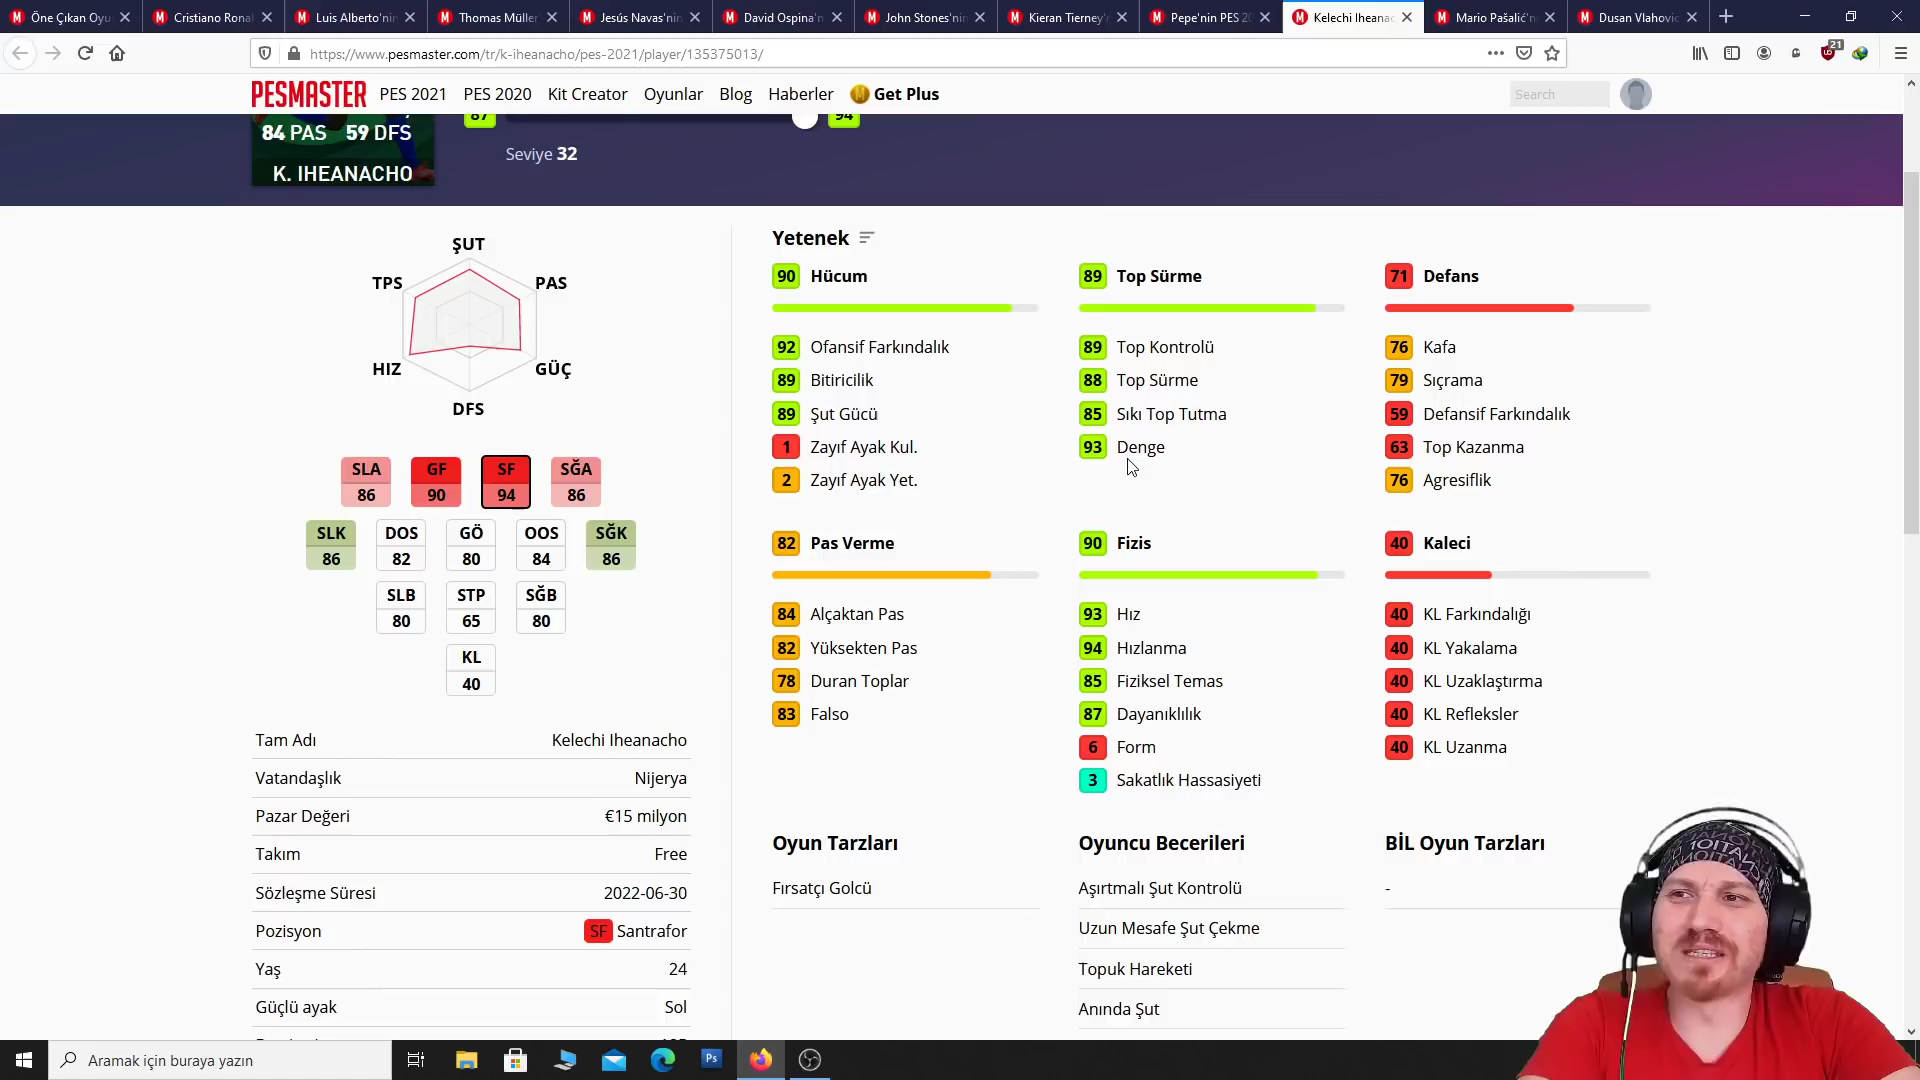 Öne Çıkan Oyu
Cristiano Rona
Luis Alberto'nin
Thomas Müller
Jesús Navas'nin
David Ospina'n
John Stones'nin
Kieran Tierney'
Pepe'nin PES 20
Kelechi Iheanac
Mario Pašalić'n
Dusan Vlahovic
https://www.pesmaster.com/tr/k-iheanacho/pes-2021/player/135375013/
21
PESMASTER PES 2021 PES 2020 Kit Creator Oyunlar Blog Haberler Get Plus
Search
84 PAS 59 DFS
K. IHEANACHO
87
94
Seviye 32
ŞUT
TPS
PAS
HIZ
GÜÇ
DFS
SLA GF SF SĞA
86 90 94 86
SLK DOS GÖ OOS SĞK
86 82 80 84 86
SLB STP SĞB
80 65 80
KL
40
Tam Adı Kelechi Iheanacho
Vatandaşlık Nijerya
Pazar Değeri €15 milyon
Takım Free
Sözleşme Süresi 2022-06-30
Pozisyon SF Santrafor
Yaş 24
Güçlü ayak Sol
Yetenek
90 Hücum
92 Ofansif Farkındalık
89 Bitiricilik
89 Şut Gücü
1 Zayıf Ayak Kul.
2 Zayıf Ayak Yet.
89 Top Sürme
89 Top Kontrolü
88 Top Sürme
85 Sıkı Top Tutma
93 Denge
71 Defans
76 Kafa
79 Sıçrama
59 Defansif Farkındalık
63 Top Kazanma
76 Agresiflik
82 Pas Verme
84 Alçaktan Pas
82 Yüksekten Pas
78 Duran Toplar
83 Falso
90 Fizis
93 Hız
94 Hızlanma
85 Fiziksel Temas
87 Dayanıklılık
6 Form
3 Sakatlık Hassasiyeti
40 Kaleci
40 KL Farkındalığı
40 KL Yakalama
40 KL Uzaklaştırma
40 KL Refleksler
40 KL Uzanma
Oyun Tarzları
Fırsatçı Golcü
Oyuncu Becerileri
Aşırtmalı Şut Kontrolü
Uzun Mesafe Şut Çekme
Topuk Hareketi
Anında Şut
BİL Oyun Tarzları
-
Aramak için buraya yazın
Ps